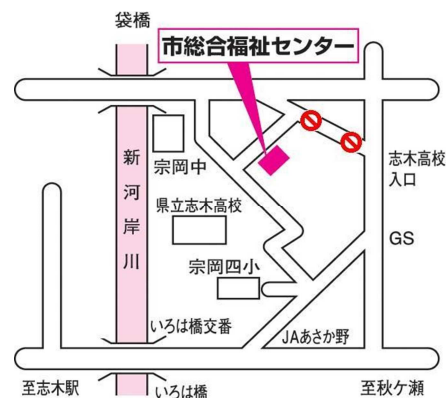 袋橋
市総合福祉センター
宗岡中
新河岸川
志木高校
入口
県立志木高校
GS
宗岡四小
いろは橋交番
JAあさか野
至志木駅
いろは橋
至秋ケ瀬